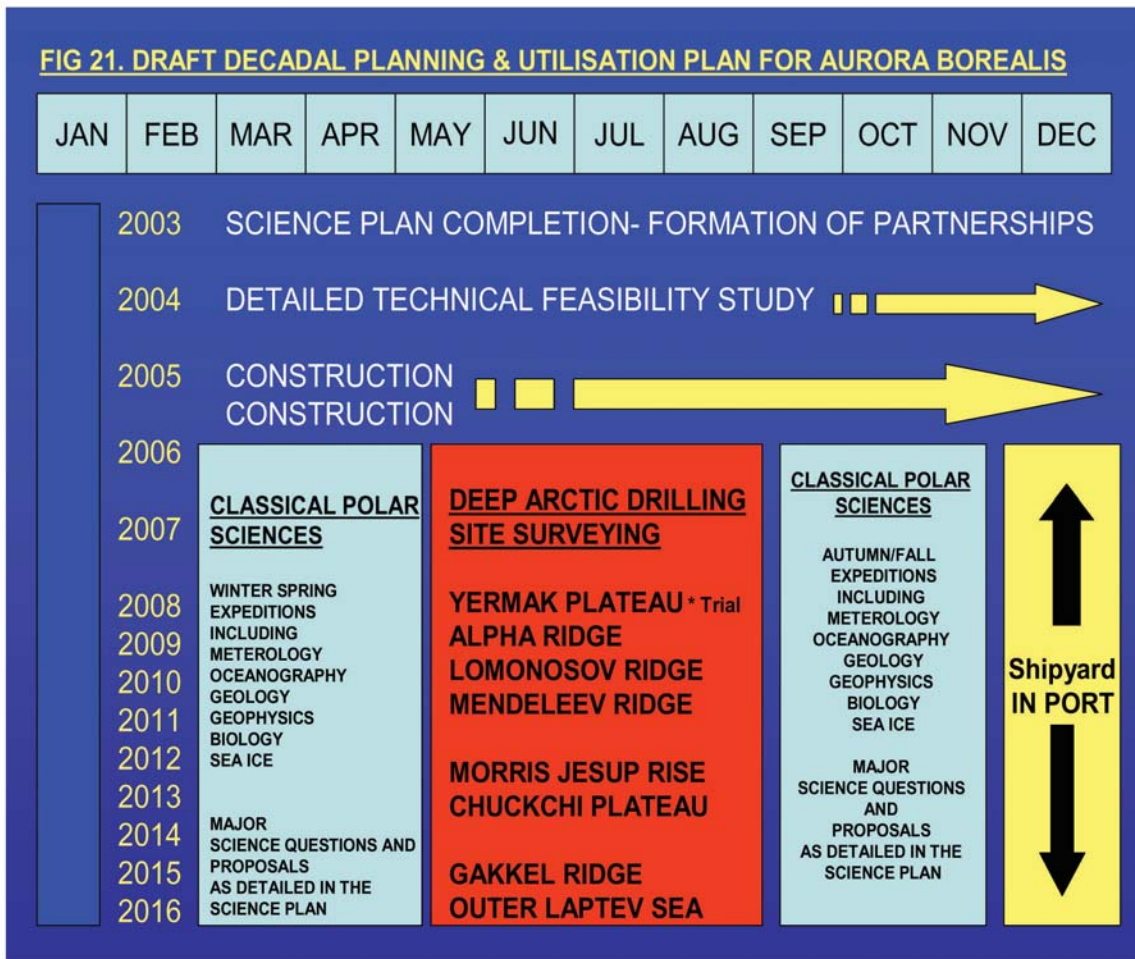 FIG 21. DRAFT DECADAL PLANNING & UTILISATION PLAN FOR AURORA BOREALIS
JAN FEB MAR APR MAY JUN JUL AUG SEP OCT NOV DEC
2003 SCIENCE PLAN COMPLETION- FORMATION OF PARTNERSHIPS
2004 DETAILED TECHNICAL FEASIBILITY STUDY
2005 CONSTRUCTION
CONSTRUCTION
2006
2007
2008
2009
2010
2011
2012
2013
2014
2015
2016
CLASSICAL POLAR
SCIENCES
WINTER SPRING
EXPEDITIONS
INCLUDING
METEROLOGY
OCEANOGRAPHY
GEOLOGY
GEOPHYSICS
BIOLOGY
SEA ICE
MAJOR
SCIENCE QUESTIONS AND
PROPOSALS
AS DETAILED IN THE
SCIENCE PLAN
DEEP ARCTIC DRILLING
SITE SURVEYING
YERMAK PLATEAU * Trial
ALPHA RIDGE
LOMONOSOV RIDGE
MENDELEEV RIDGE
MORRIS JESUP RISE
CHUCKCHI PLATEAU
GAKKEL RIDGE
OUTER LAPTEV SEA
CLASSICAL POLAR
SCIENCES
AUTUMN/FALL
EXPEDITIONS
INCLUDING
METEROLOGY
OCEANOGRAPHY
GEOLOGY
GEOPHYSICS
BIOLOGY
SEA ICE
MAJOR
SCIENCE QUESTIONS
AND
PROPOSALS
AS DETAILED IN THE
SCIENCE PLAN
Shipyard
IN PORT